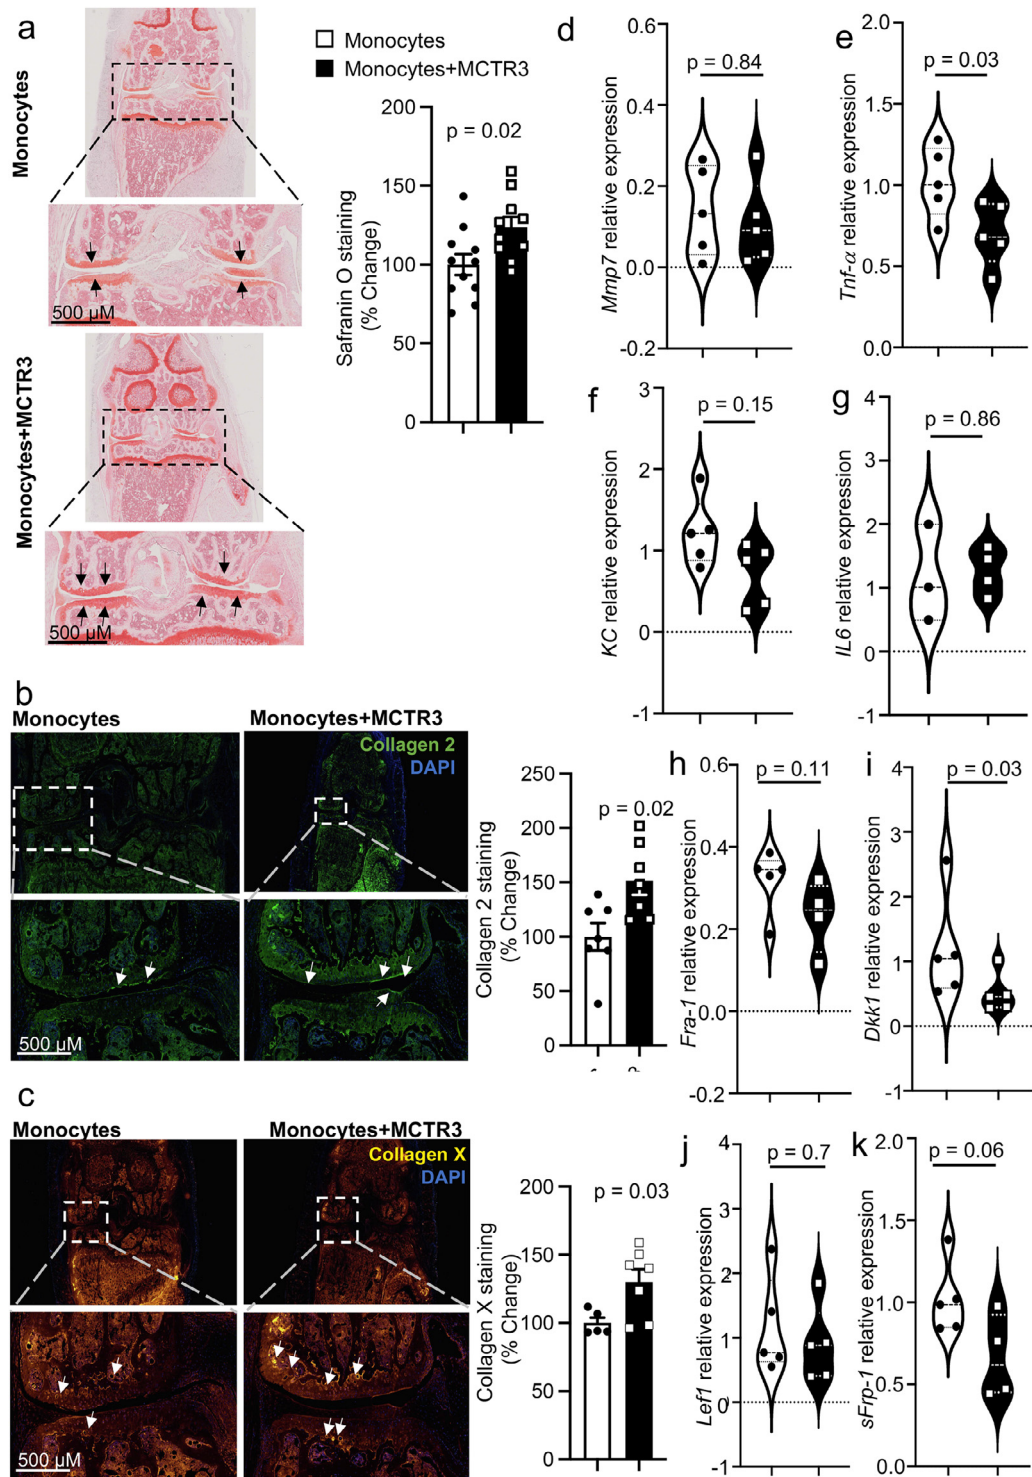 a
Monocytes
500 µM
Monocytes+MCTR3
500 µM
Monocytes
Monocytes+MCTR3
Safranin O staining
(% Change)
200
150
100
50
0
p = 0.02
b
Monocytes
Monocytes+MCTR3
Collagen 2
DAPI
500 µM
Collagen 2 staining
(% Change)
250
200
150
100
50
0
p = 0.02
c
Monocytes
Monocytes+MCTR3
Collagen X
DAPI
500 µM
Collagen X staining
(% Change)
200
150
100
50
0
p = 0.03
d
Mmp7 relative expression
0.6
0.4
0.2
0.0
-0.2
p = 0.84
e
Tnf-α relative expression
2.0
1.5
1.0
0.5
0.0
p = 0.03
f
KC relative expression
3
2
1
0
-1
p = 0.15
g
IL6 relative expression
4
3
2
1
0
-1
p = 0.86
h
Fra-1 relative expression
0.6
0.4
0.2
0.0
-0.2
p = 0.11
i
Dkk1 relative expression
4
3
2
1
0
-1
p = 0.03
j
Lef1 relative expression
4
3
2
1
0
-1
p = 0.7
k
sFrp-1 relative expression
2.0
1.5
1.0
0.5
0.0
p = 0.06